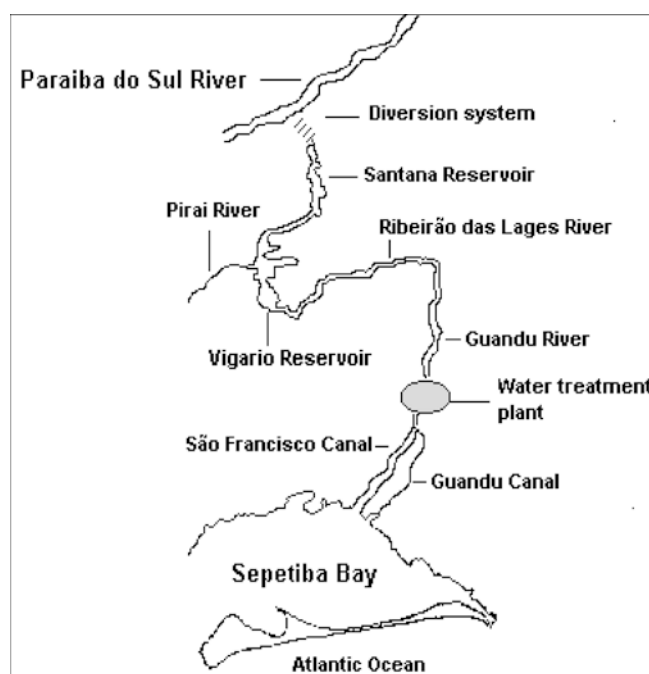 Paraiba do Sul River
Diversion system
Santana Reservoir
Pirai River
Ribeirão das Lages River
Vigario Reservoir
Guandu River
Water treatment
plant
São Francisco Canal
Guandu Canal
Sepetiba Bay
Atlantic Ocean